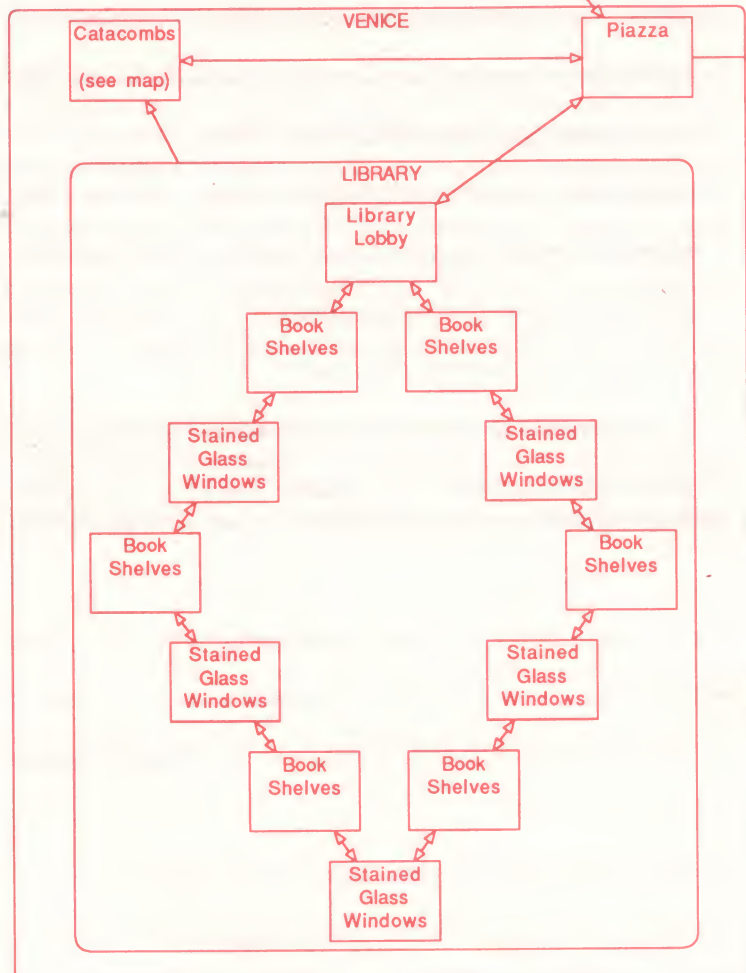 VENICE
Catacombs
(see map)
Piazza
LIBRARY
Library
Lobby
Book
Shelves
Book
Shelves
Stained
Glass
Windows
Stained
Glass
Windows
Book
Shelves
Book
Shelves
Stained
Glass
Windows
Stained
Glass
Windows
Book
Shelves
Book
Shelves
Stained
Glass
Windows